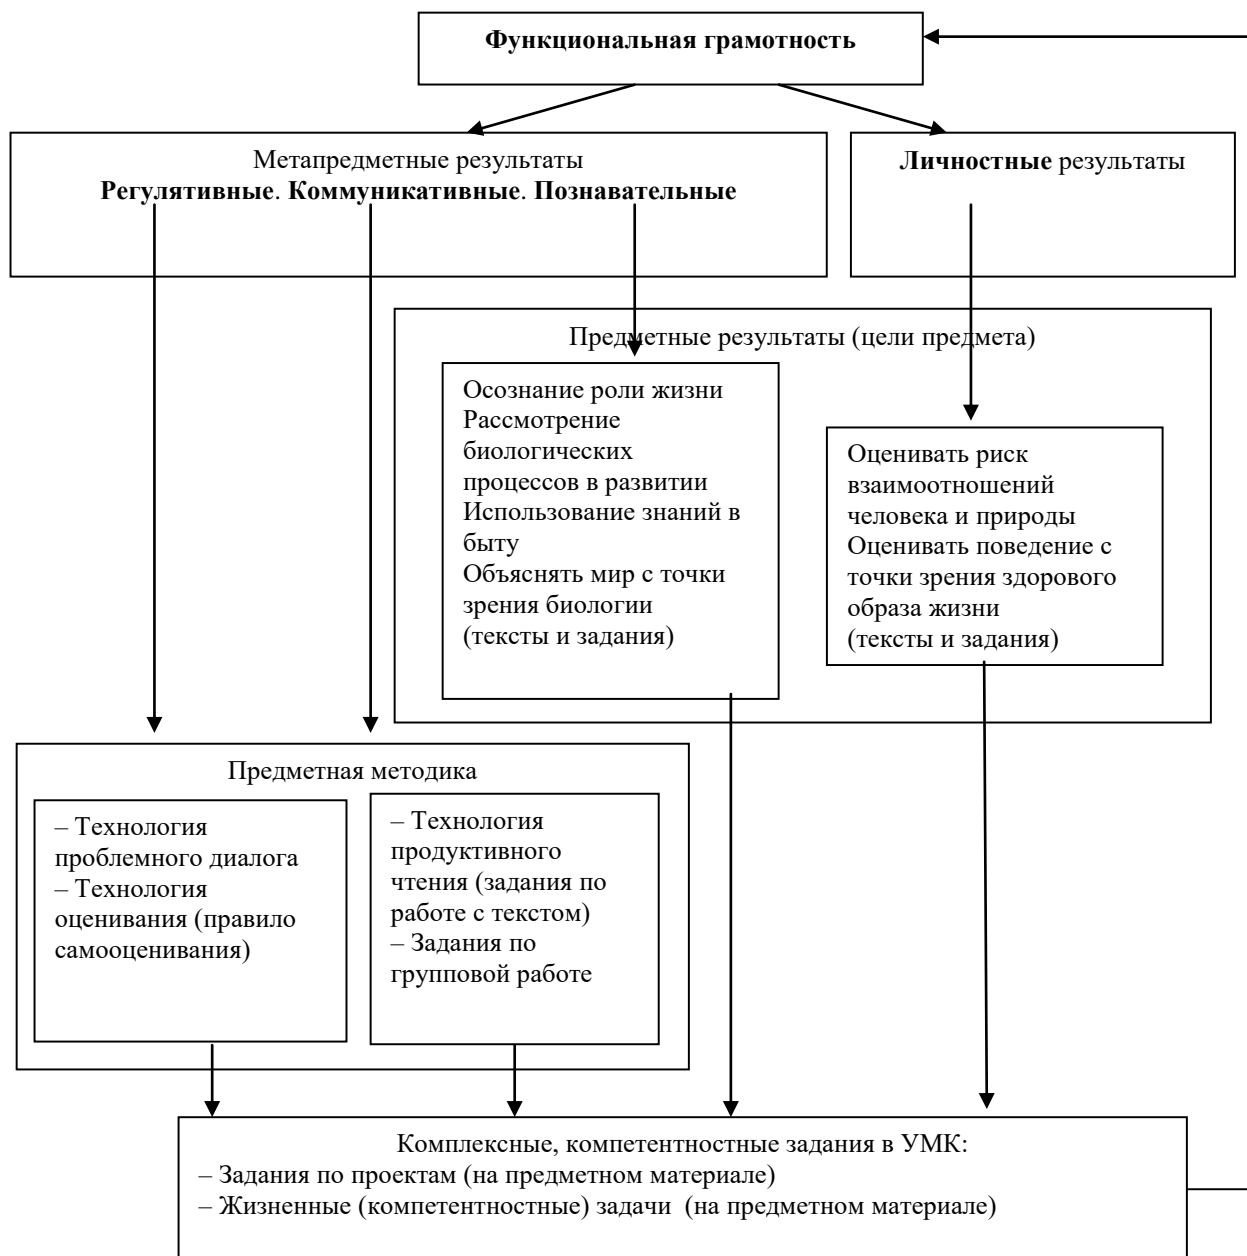 Функциональная грамотность
Метапредметные результаты
Регулятивные. Коммуникативные. Познавательные
Личностные результаты
Предметные результаты (цели предмета)
Осознание роли жизни
Рассмотрение
биологических
процессов в развитии
Использование знаний в
быту
Объяснять мир с точки
зрения биологии
(тексты и задания)
Оценивать риск
взаимоотношений
человека и природы
Оценивать поведение с
точки зрения здорового
образа жизни
(тексты и задания)
Предметная методика
– Технология
проблемного диалога
– Технология
оценивания (правило
самооценивания)
– Технология
продуктивного
чтения (задания по
работе с текстом)
– Задания по
групповой работе
Комплексные, компетентностные задания в УМК:
– Задания по проектам (на предметном материале)
– Жизненные (компетентностные) задачи (на предметном материале)